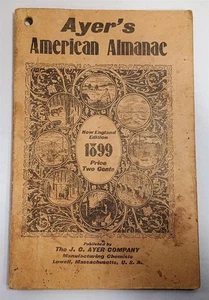 Ayer's
American Almanac
New England
Edition
1899
Price
Two Cents
Published by
The J. C. AYER COMPANY
Manufacturing Chemists
Lowell, Massachusetts, U. S. A.